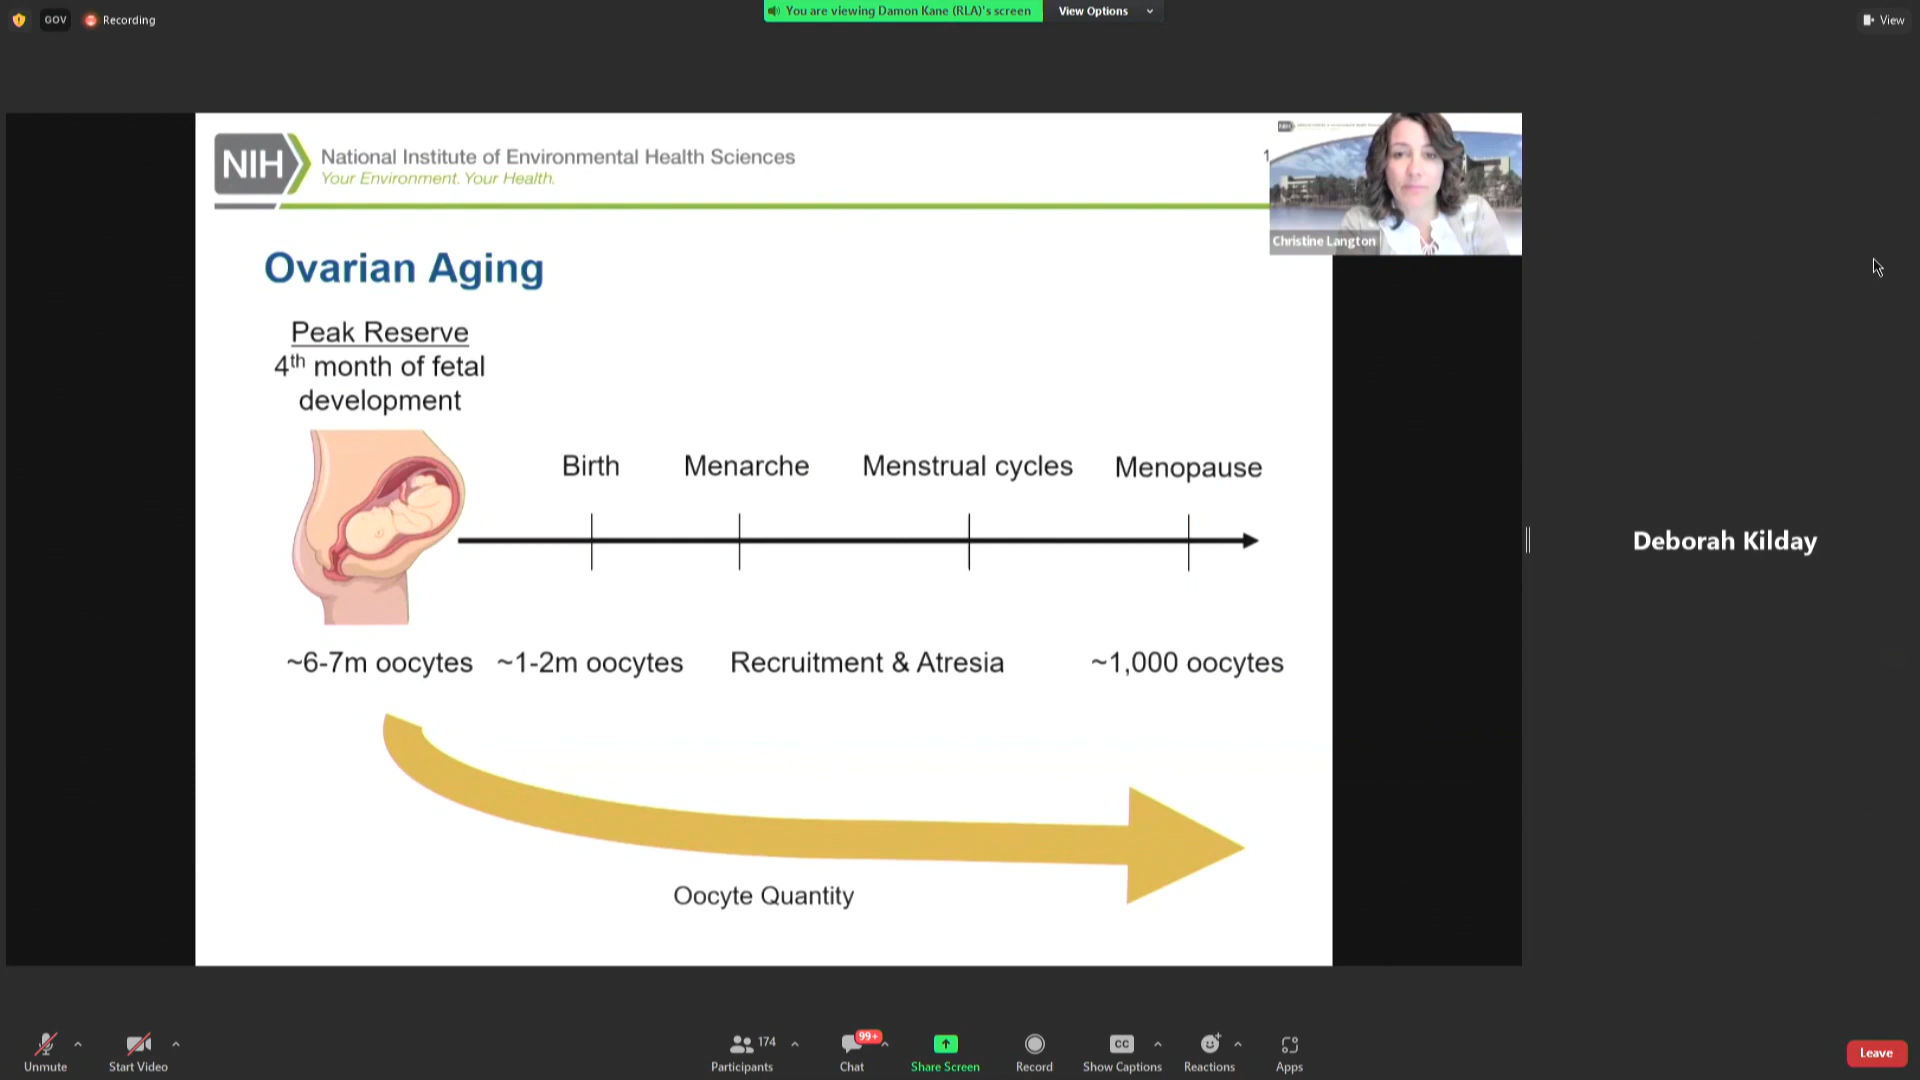 GOV
Recording
You are viewing Damon Kane (RLA)'s screen
View Options
View
NIH
National Institute of Environmental Health Sciences
Your Environment. Your Health.
1
Christine Langton
Ovarian Aging
Peak Reserve
4th month of fetal
development
Birth
Menarche
Menstrual cycles
Menopause
Deborah Kilday
~6-7m oocytes
~1-2m oocytes
Recruitment & Atresia
~1,000 oocytes
Oocyte Quantity
Unmute
Start Video
174
Participants
99+
Chat
Share Screen
Record
CC
Show Captions
Reactions
Apps
Leave